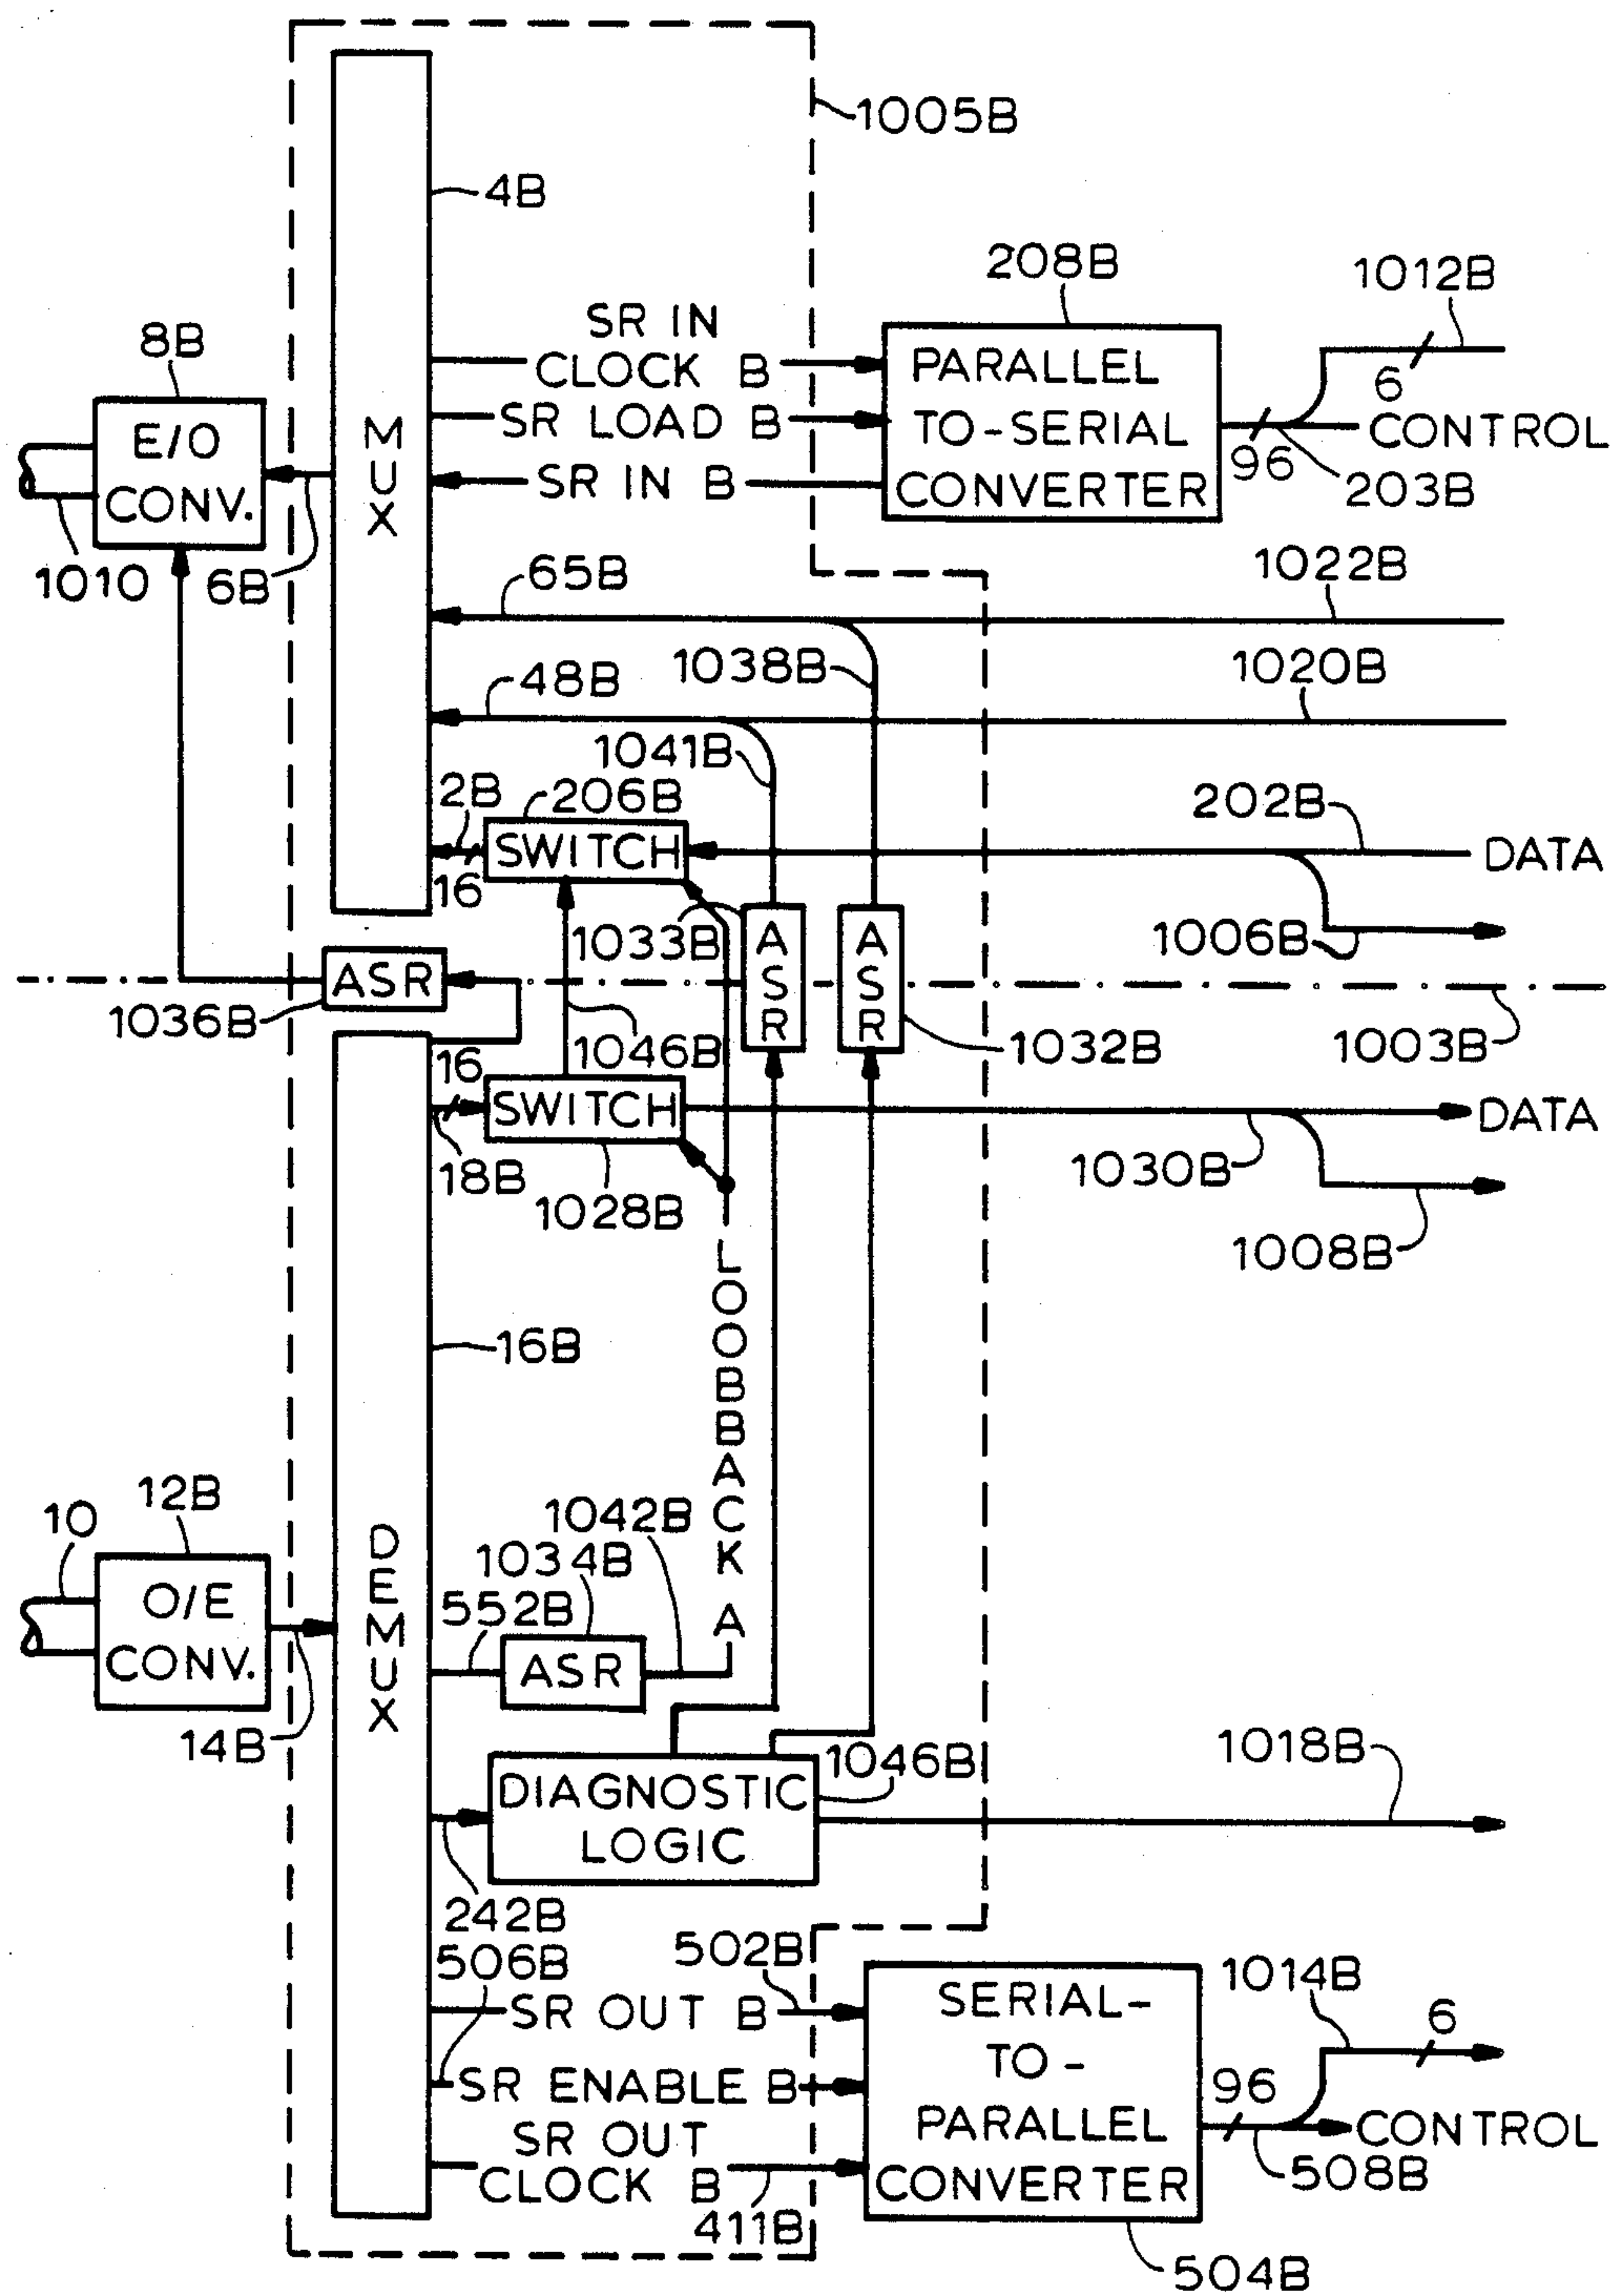 1005B
4B
208B
1012B
SR IN
CLOCK B
8B
PARALLEL
TO-SERIAL
CONVERTER
6
CONTROL
SR LOAD B
M
U
X
E/O
CONV.
96
203B
SR IN B
1010
6B
65B
1022B
1038B
1020B
48B
1041B
2B
206B
202B
SWITCH
DATA
16
1033B
A
S
R
A
S
R
1006B
ASR
1036B
1046B
1032B
1003B
16
SWITCH
DATA
18B
1028B
1030B
1008B
L
O
O
B
B
A
C
K
A
16B
12B
10
D
E
M
U
X
1042B
1034B
O/E
CONV.
552B
ASR
14B
1046B
1018B
DIAGNOSTIC
LOGIC
242B
506B
502B
1014B
SR OUT B
SERIAL-
TO-
PARALLEL
CONVERTER
6
SR ENABLE B
96
SR OUT
CLOCK B
CONTROL
508B
411B
504B